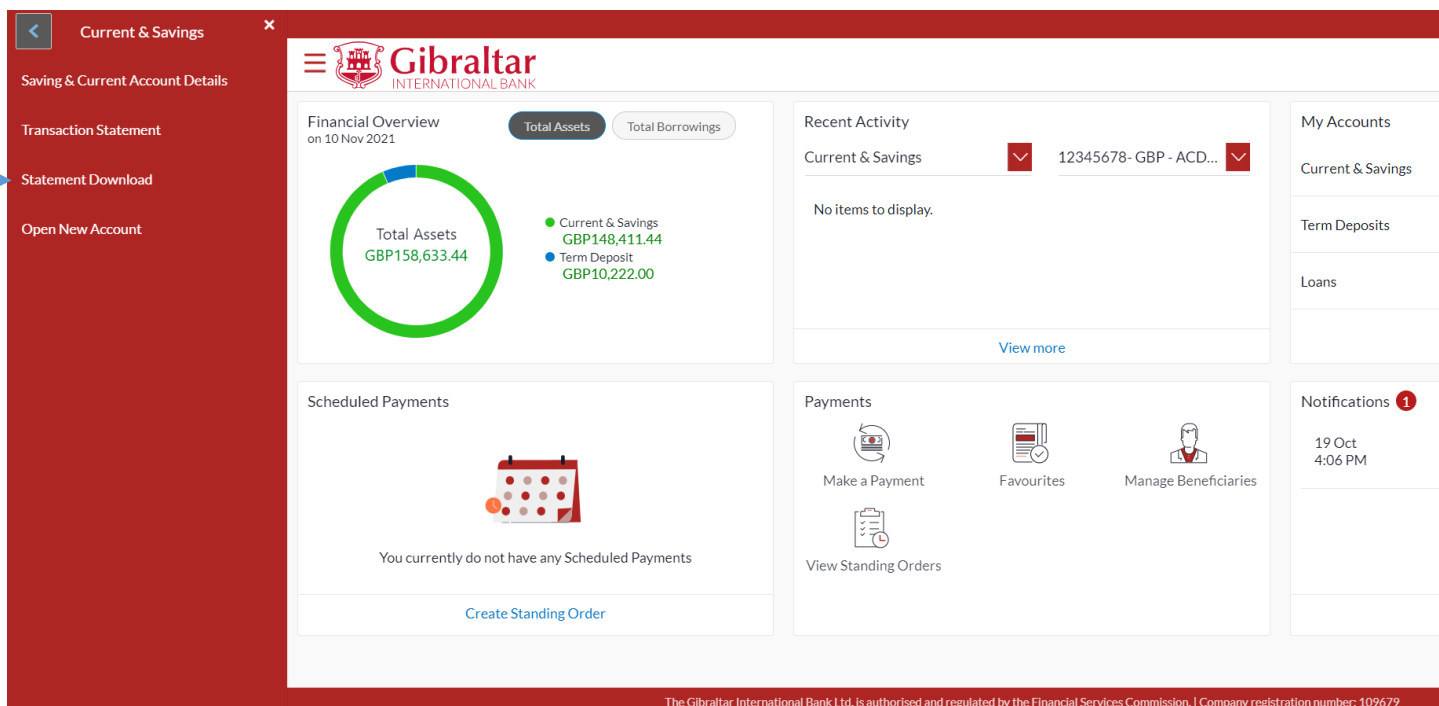 Current & Savings
×
Saving & Current Account Details
Transaction Statement
Statement Download
Open New Account
Gibraltar
INTERNATIONAL BANK
Financial Overview
on 10 Nov 2021
Total Assets
Total Borrowings
Total Assets
GBP158,633.44
Current & Savings
GBP148,411.44
Term Deposit
GBP10,222.00
Recent Activity
Current & Savings
12345678- GBP - ACD...
No items to display.
View more
My Accounts
Current & Savings
Term Deposits
Loans
Scheduled Payments
You currently do not have any Scheduled Payments
Create Standing Order
Payments
Make a Payment
Favourites
Manage Beneficiaries
View Standing Orders
Notifications 1
19 Oct
4:06 PM
The Gibraltar International Bank Ltd. is authorised and regulated by the Financial Services Commission. | Company registration number: 109679